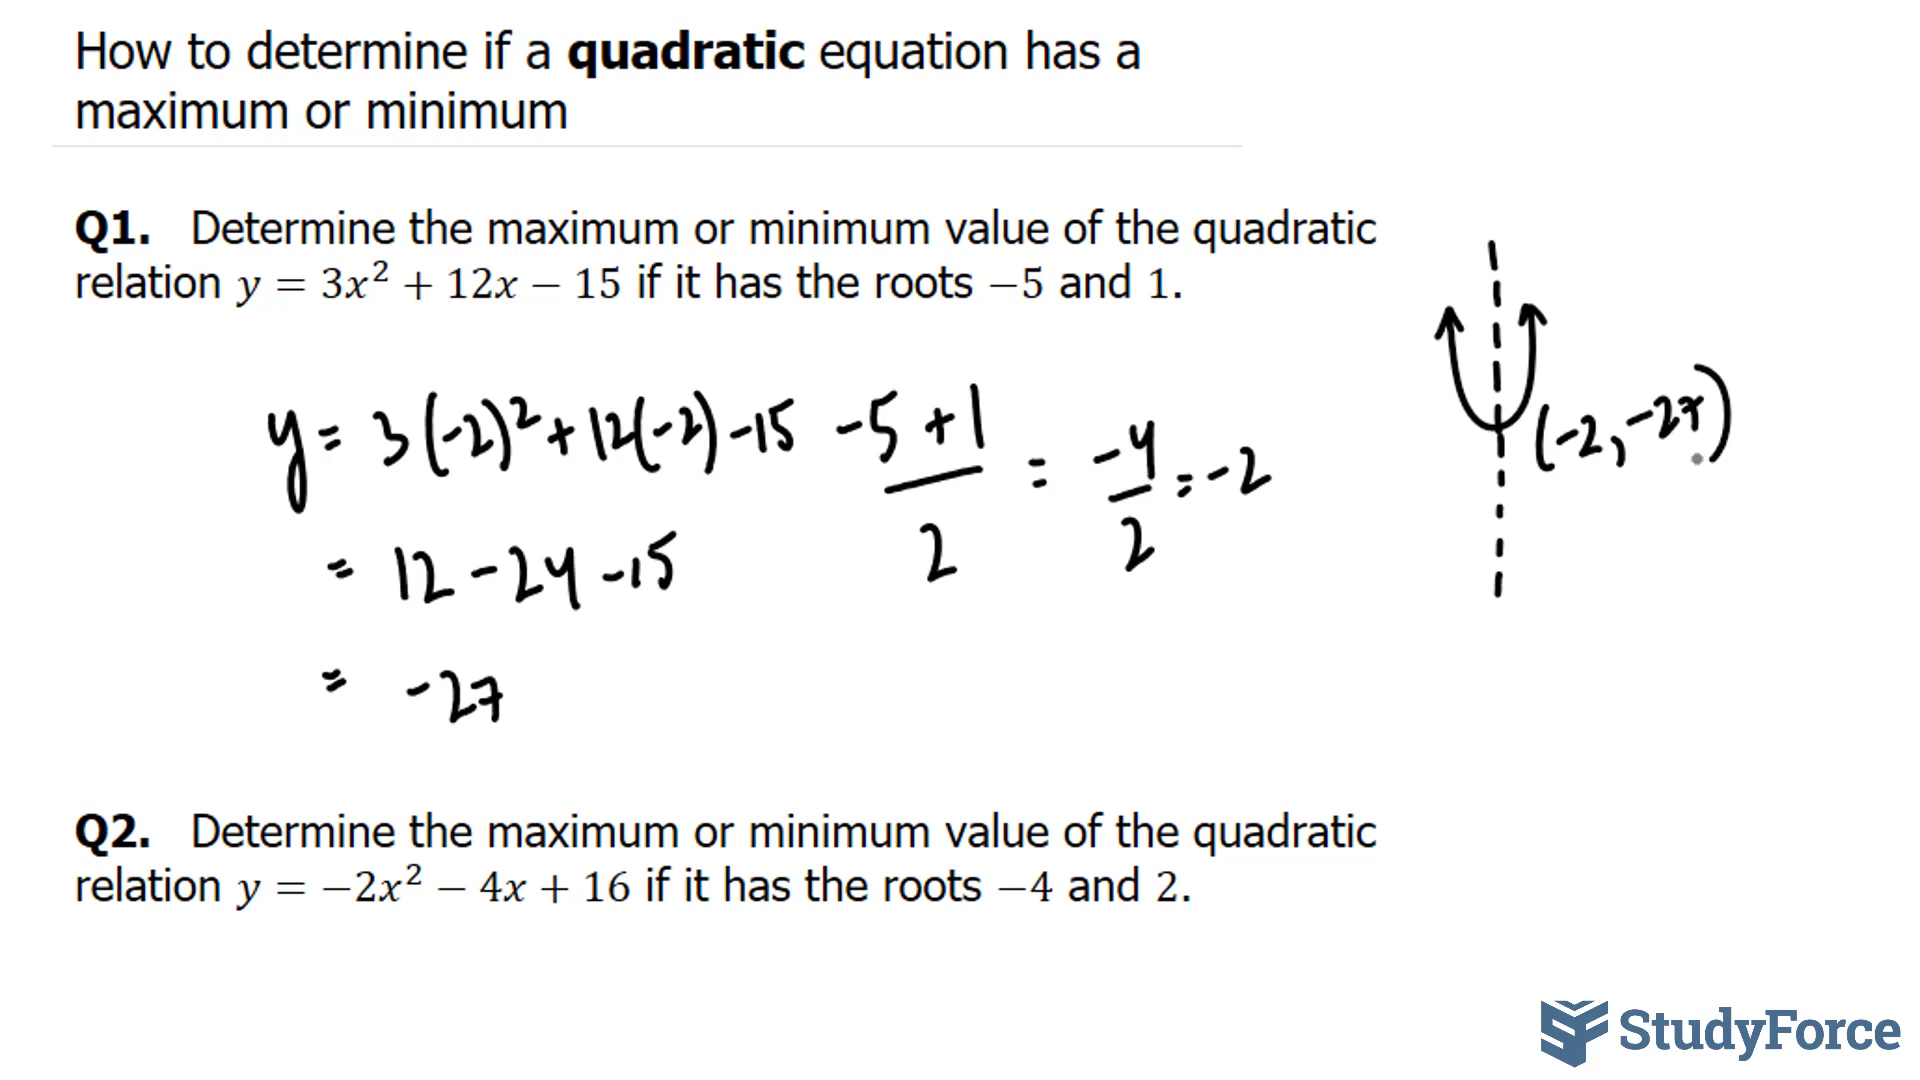 How to determine if a quadratic equation has a
maximum or minimum
Q1. Determine the maximum or minimum value of the quadratic
relation y = 3x² + 12x − 15 if it has the roots −5 and 1.
y = 3(-2)² + 12(-2) - 15
-5 + 1 / 2 = -4 / 2 = -2
(-2, -27)
= 12 - 24 - 15
= -27
Q2. Determine the maximum or minimum value of the quadratic
relation y = −2x² − 4x + 16 if it has the roots −4 and 2.
StudyForce